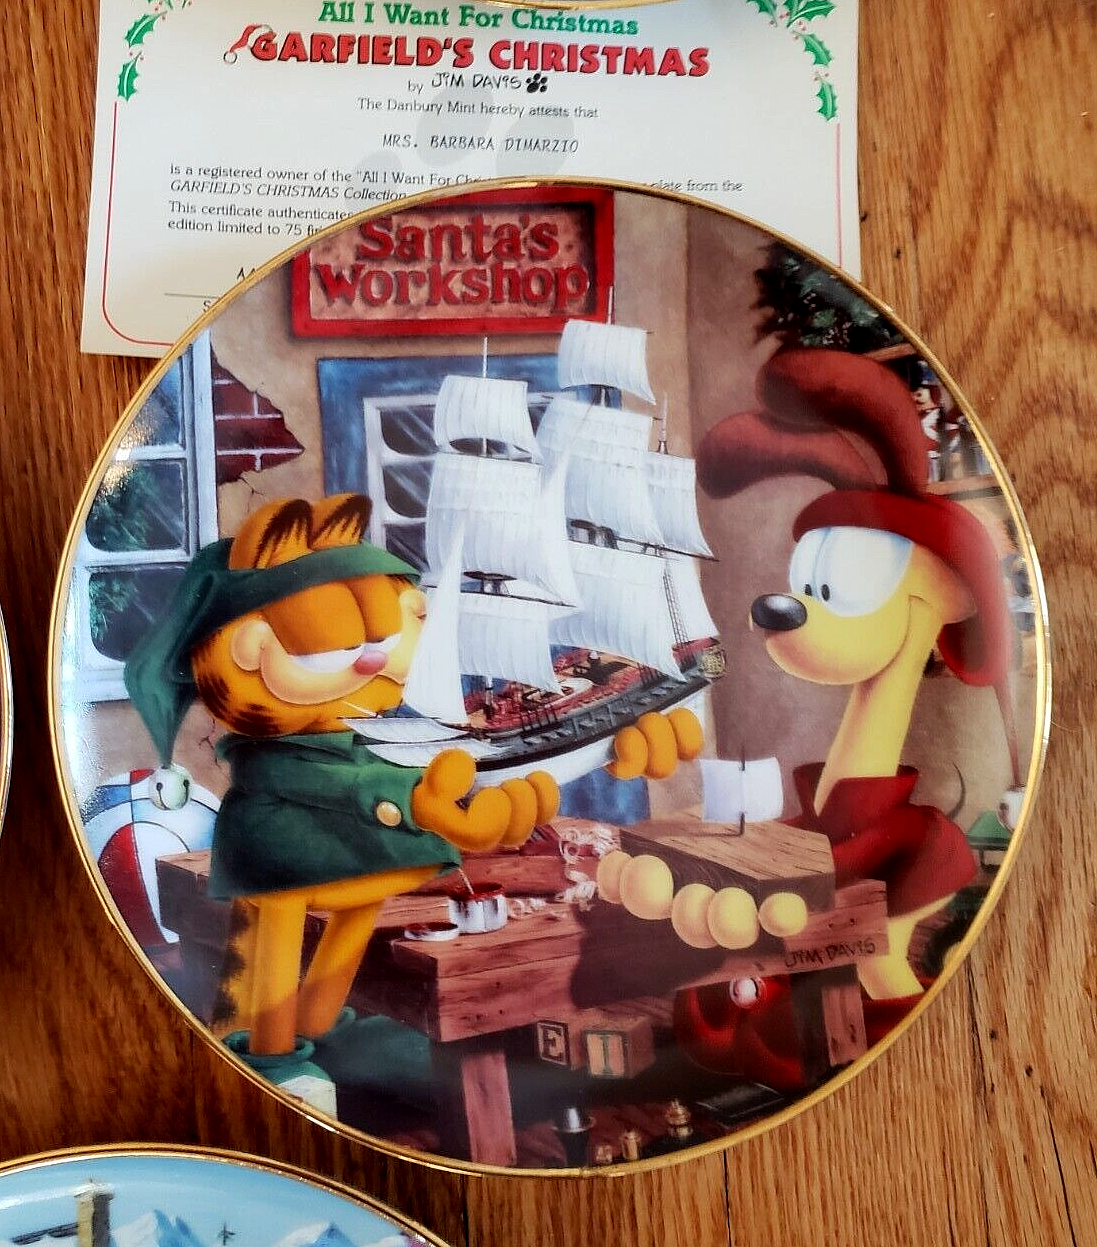 All I Want For Christmas
GARFIELD'S CHRISTMAS
by JIM DAVIS
The Danbury Mint hereby attests that
MRS. BARBARA DIMARZIO
is a registered owner of the "All I Want For plate from the
GARFIELD'S CHRISTMAS Collection
This certificate authenticates
edition limited to 75
Santa's
Workshop
JIM DAVIS
E I